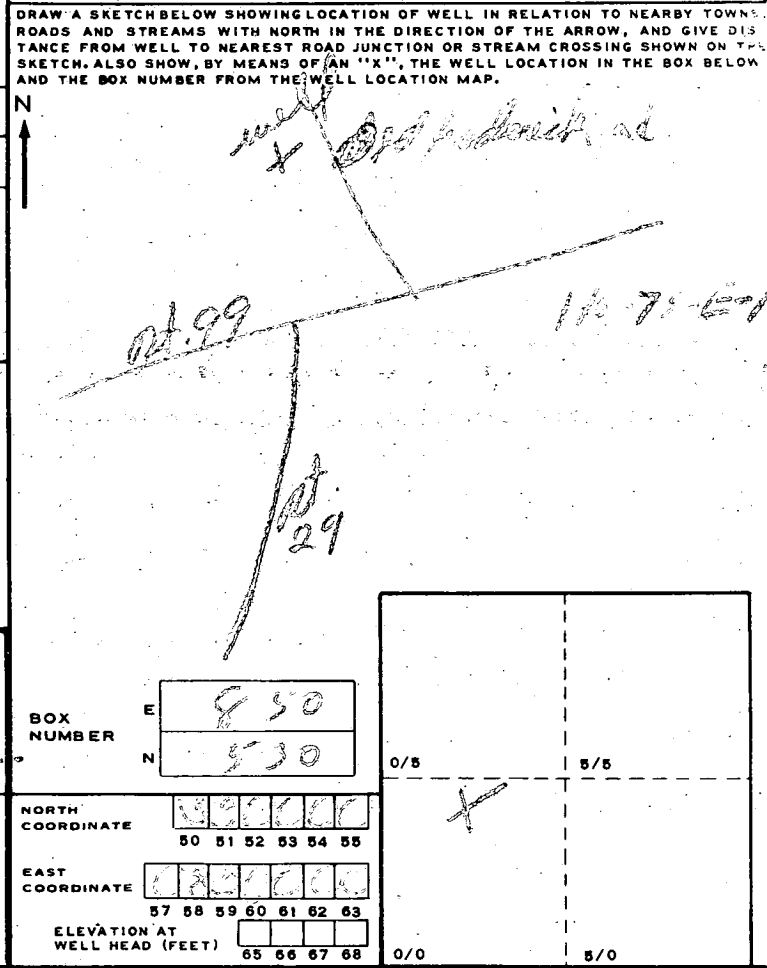 DRAW A SKETCH BELOW SHOWING LOCATION OF WELL IN RELATION TO NEARBY TOWNS,
ROADS AND STREAMS WITH NORTH IN THE DIRECTION OF THE ARROW, AND GIVE DIS
TANCE FROM WELL TO NEAREST ROAD JUNCTION OR STREAM CROSSING SHOWN ON THE
SKETCH. ALSO SHOW, BY MEANS OF AN "X", THE WELL LOCATION IN THE BOX BELOW
AND THE BOX NUMBER FROM THE WELL LOCATION MAP.
N
well
Old frederick rd
rt. 99
rt.
29
BOX
NUMBER
E 850
N 530
0/5 5/5
X
NORTH
COORDINATE
50 51 52 53 54 55
EAST
COORDINATE
57 58 59 60 61 62 63
ELEVATION AT
WELL HEAD (FEET)
65 66 67 68
0/0 5/0